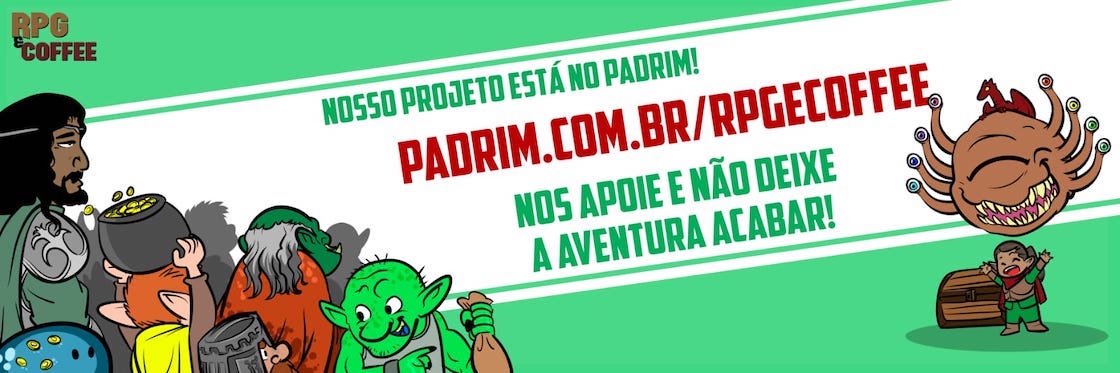 RPG
& COFFEE
NOSSO PROJETO ESTÁ NO PADRIM!
PADRIM.COM.BR/RPGECOFFEE
NOS APOIE E NÃO DEIXE
A AVENTURA ACABAR!